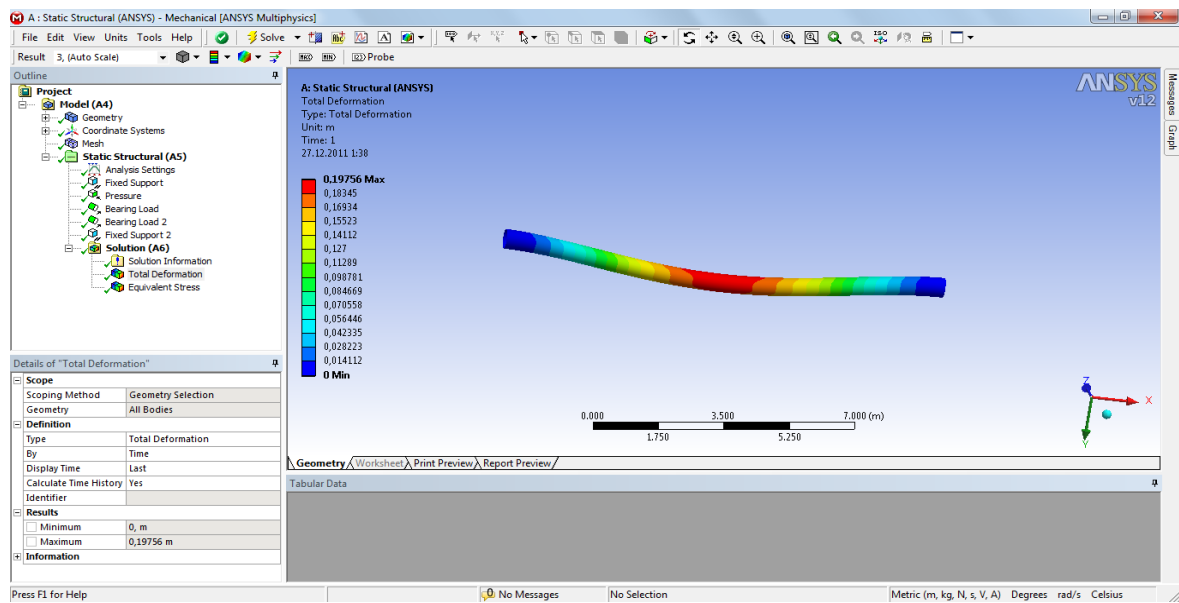 A : Static Structural (ANSYS) - Mechanical [ANSYS Multiphysics]
File Edit View Units Tools Help Solve
Result 3, (Auto Scale) MAX MIN Probe
Outline
Project
Model (A4)
Geometry
Coordinate Systems
Mesh
Static Structural (A5)
Analysis Settings
Fixed Support
Pressure
Bearing Load
Bearing Load 2
Fixed Support 2
Solution (A6)
Solution Information
Total Deformation
Equivalent Stress
Details of "Total Deformation"
Scope
Scoping Method Geometry Selection
Geometry All Bodies
Definition
Type Total Deformation
By Time
Display Time Last
Calculate Time History Yes
Identifier
Results
Minimum 0, m
Maximum 0,19756 m
Information
A: Static Structural (ANSYS)
Total Deformation
Type: Total Deformation
Unit: m
Time: 1
27.12.2011 1:38
0,19756 Max
0,18345
0,16934
0,15523
0,14112
0,127
0,11289
0,098781
0,084669
0,070558
0,056446
0,042335
0,028223
0,014112
0 Min
ANSYS
v12
0.000 3.500 7.000 (m)
1.750 5.250
Z
X
Y
Geometry Worksheet Print Preview Report Preview
Tabular Data
Messages
Graph
Press F1 for Help 0 No Messages No Selection Metric (m, kg, N, s, V, A) Degrees rad/s Celsius